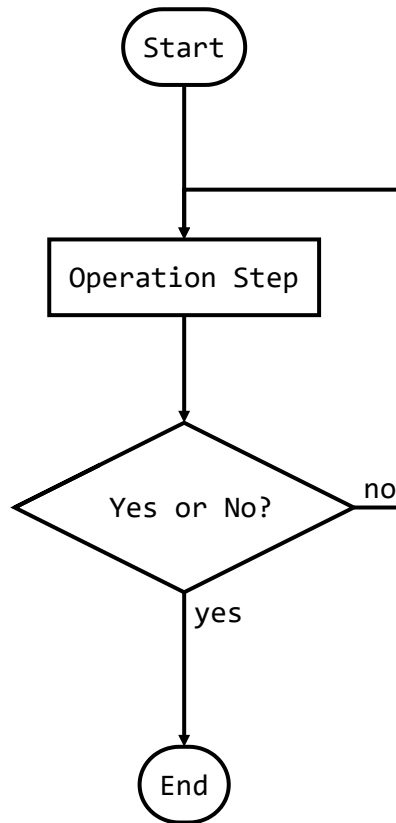 Start
Operation Step
Yes or No?
no
yes
End